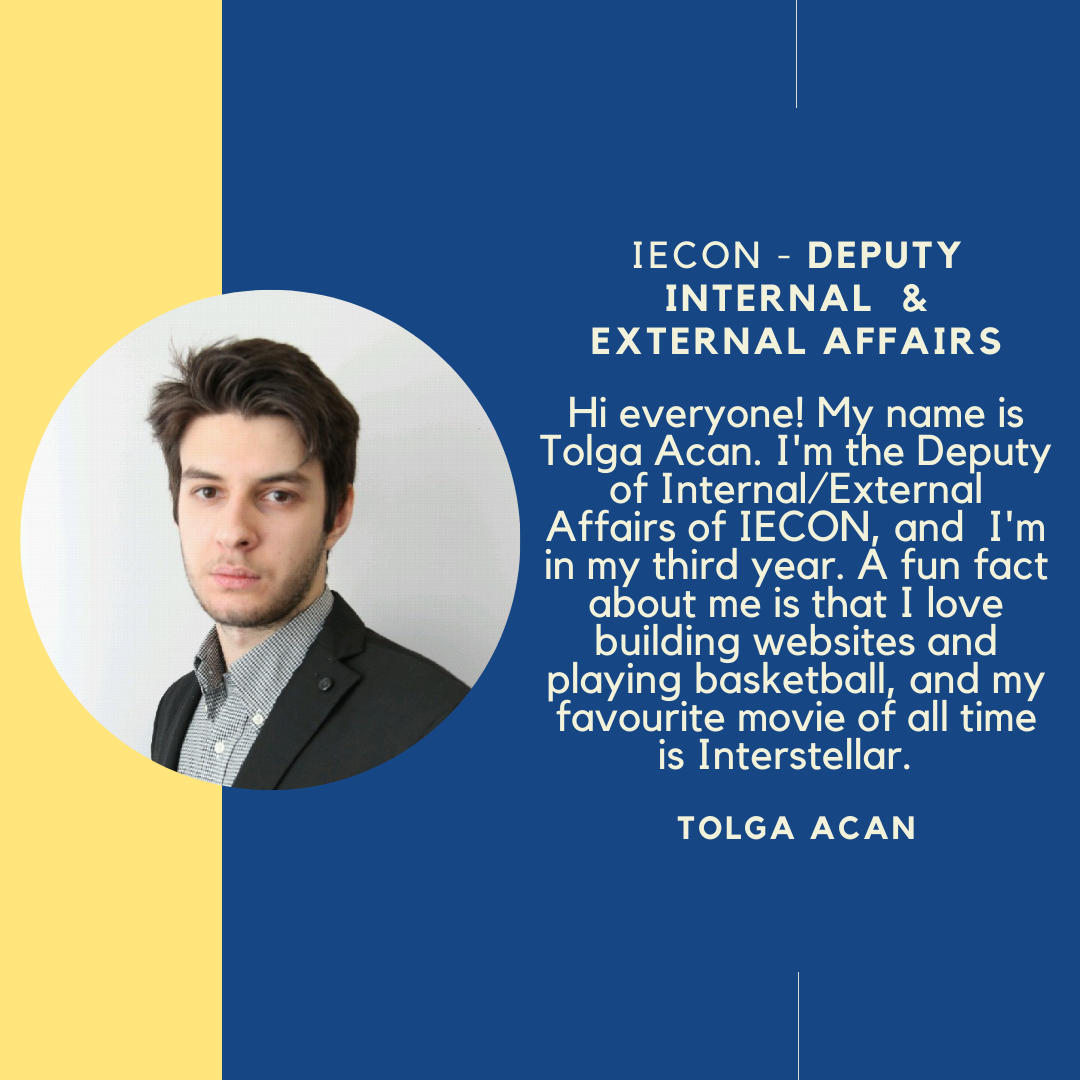 IECON - DEPUTY
INTERNAL  &
EXTERNAL AFFAIRS
Hi everyone! My name is
Tolga Acan. I'm the Deputy
of Internal/External
Affairs of IECON, and  I'm
in my third year. A fun fact
about me is that I love
building websites and
playing basketball, and my
favourite movie of all time
is Interstellar.
TOLGA ACAN